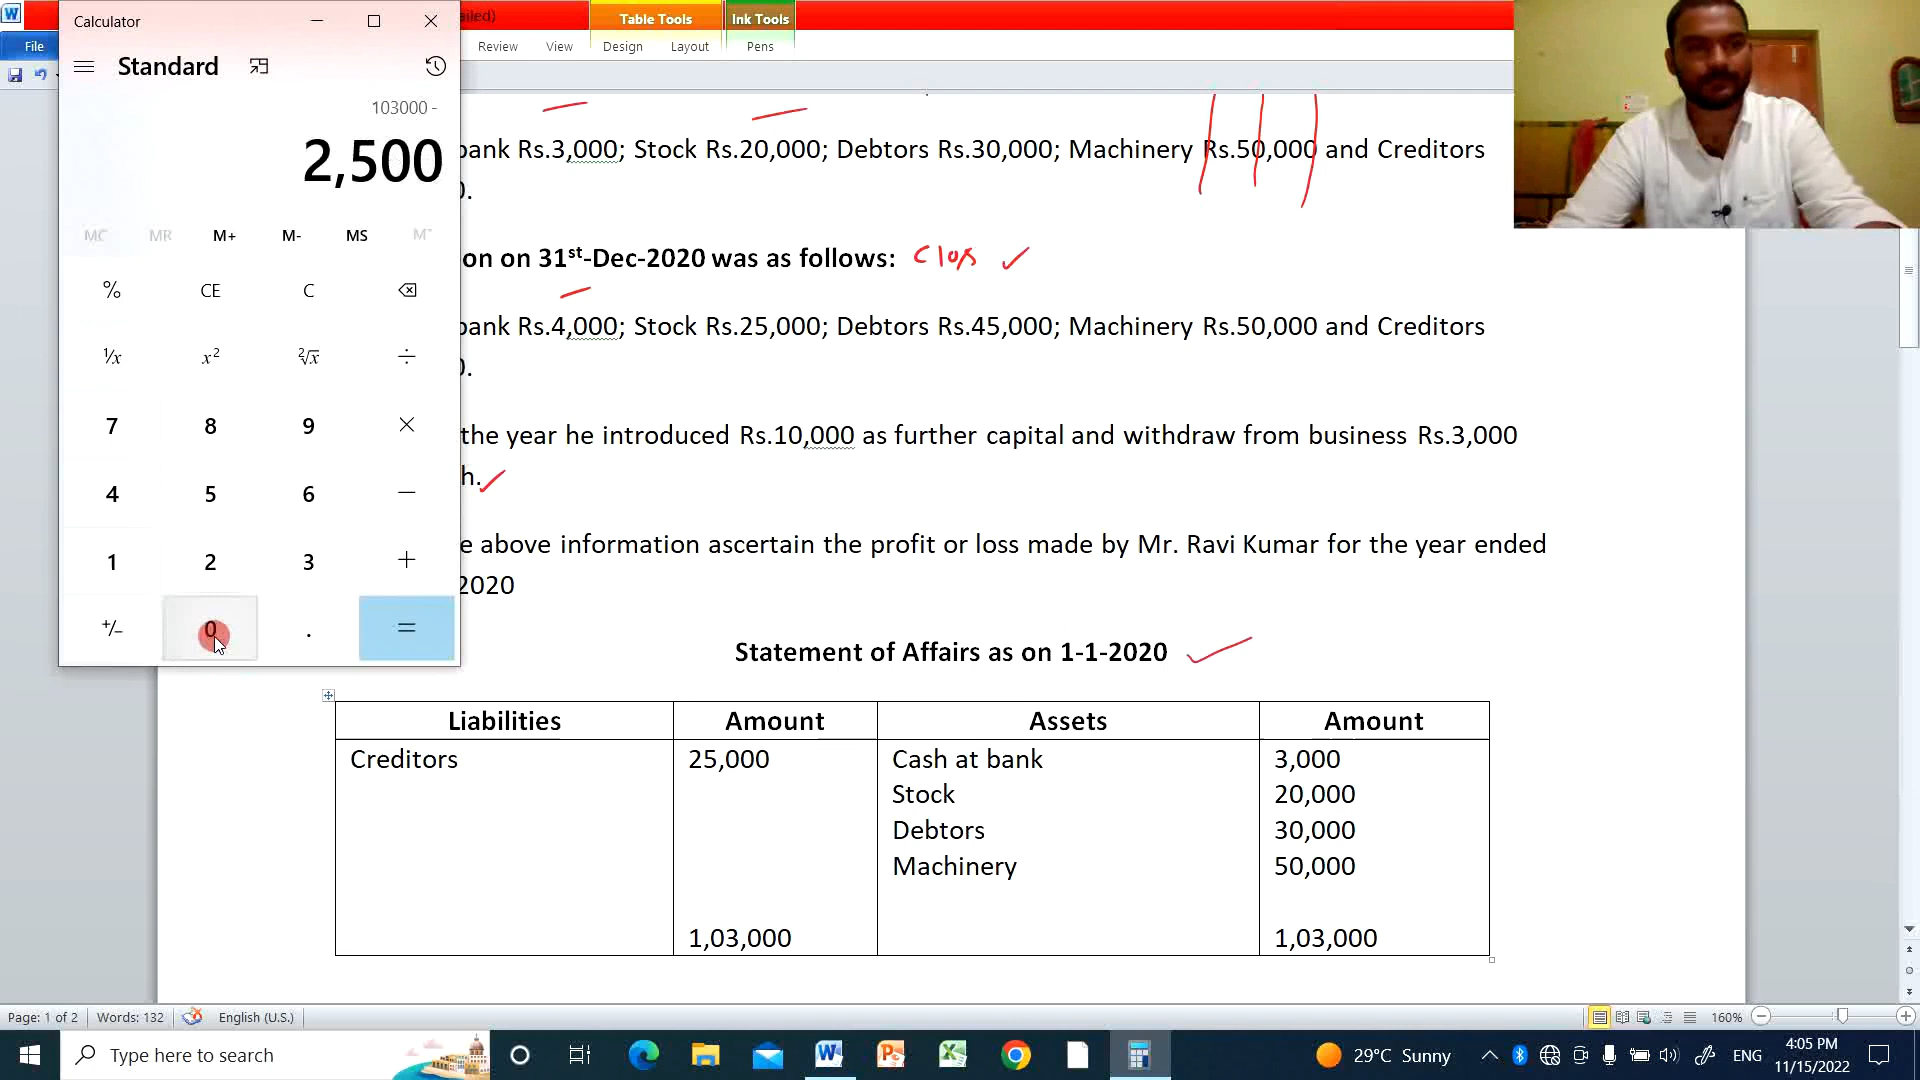 Calculator
Standard
103000 -
2,500
MC MR M+ M- MS
% CE C
¹/x x² ²√x ÷
7 8 9 ×
4 5 6 −
1 2 3 +
+/− 0 . =
iled)
Table Tools Ink Tools
File Review View Design Layout Pens
bank Rs.3,000; Stock Rs.20,000; Debtors Rs.30,000; Machinery Rs.50,000 and Creditors
0.
on on 31st-Dec-2020 was as follows:
bank Rs.4,000; Stock Rs.25,000; Debtors Rs.45,000; Machinery Rs.50,000 and Creditors
0.
the year he introduced Rs.10,000 as further capital and withdraw from business Rs.3,000
h.
e above information ascertain the profit or loss made by Mr. Ravi Kumar for the year ended
2020
Statement of Affairs as on 1-1-2020
Liabilities Amount Assets Amount
Creditors 25,000 Cash at bank 3,000
Stock 20,000
Debtors 30,000
Machinery 50,000
1,03,000 1,03,000
Page: 1 of 2 Words: 132 English (U.S.) 160%
Type here to search 29°C Sunny ENG 4:05 PM
11/15/2022